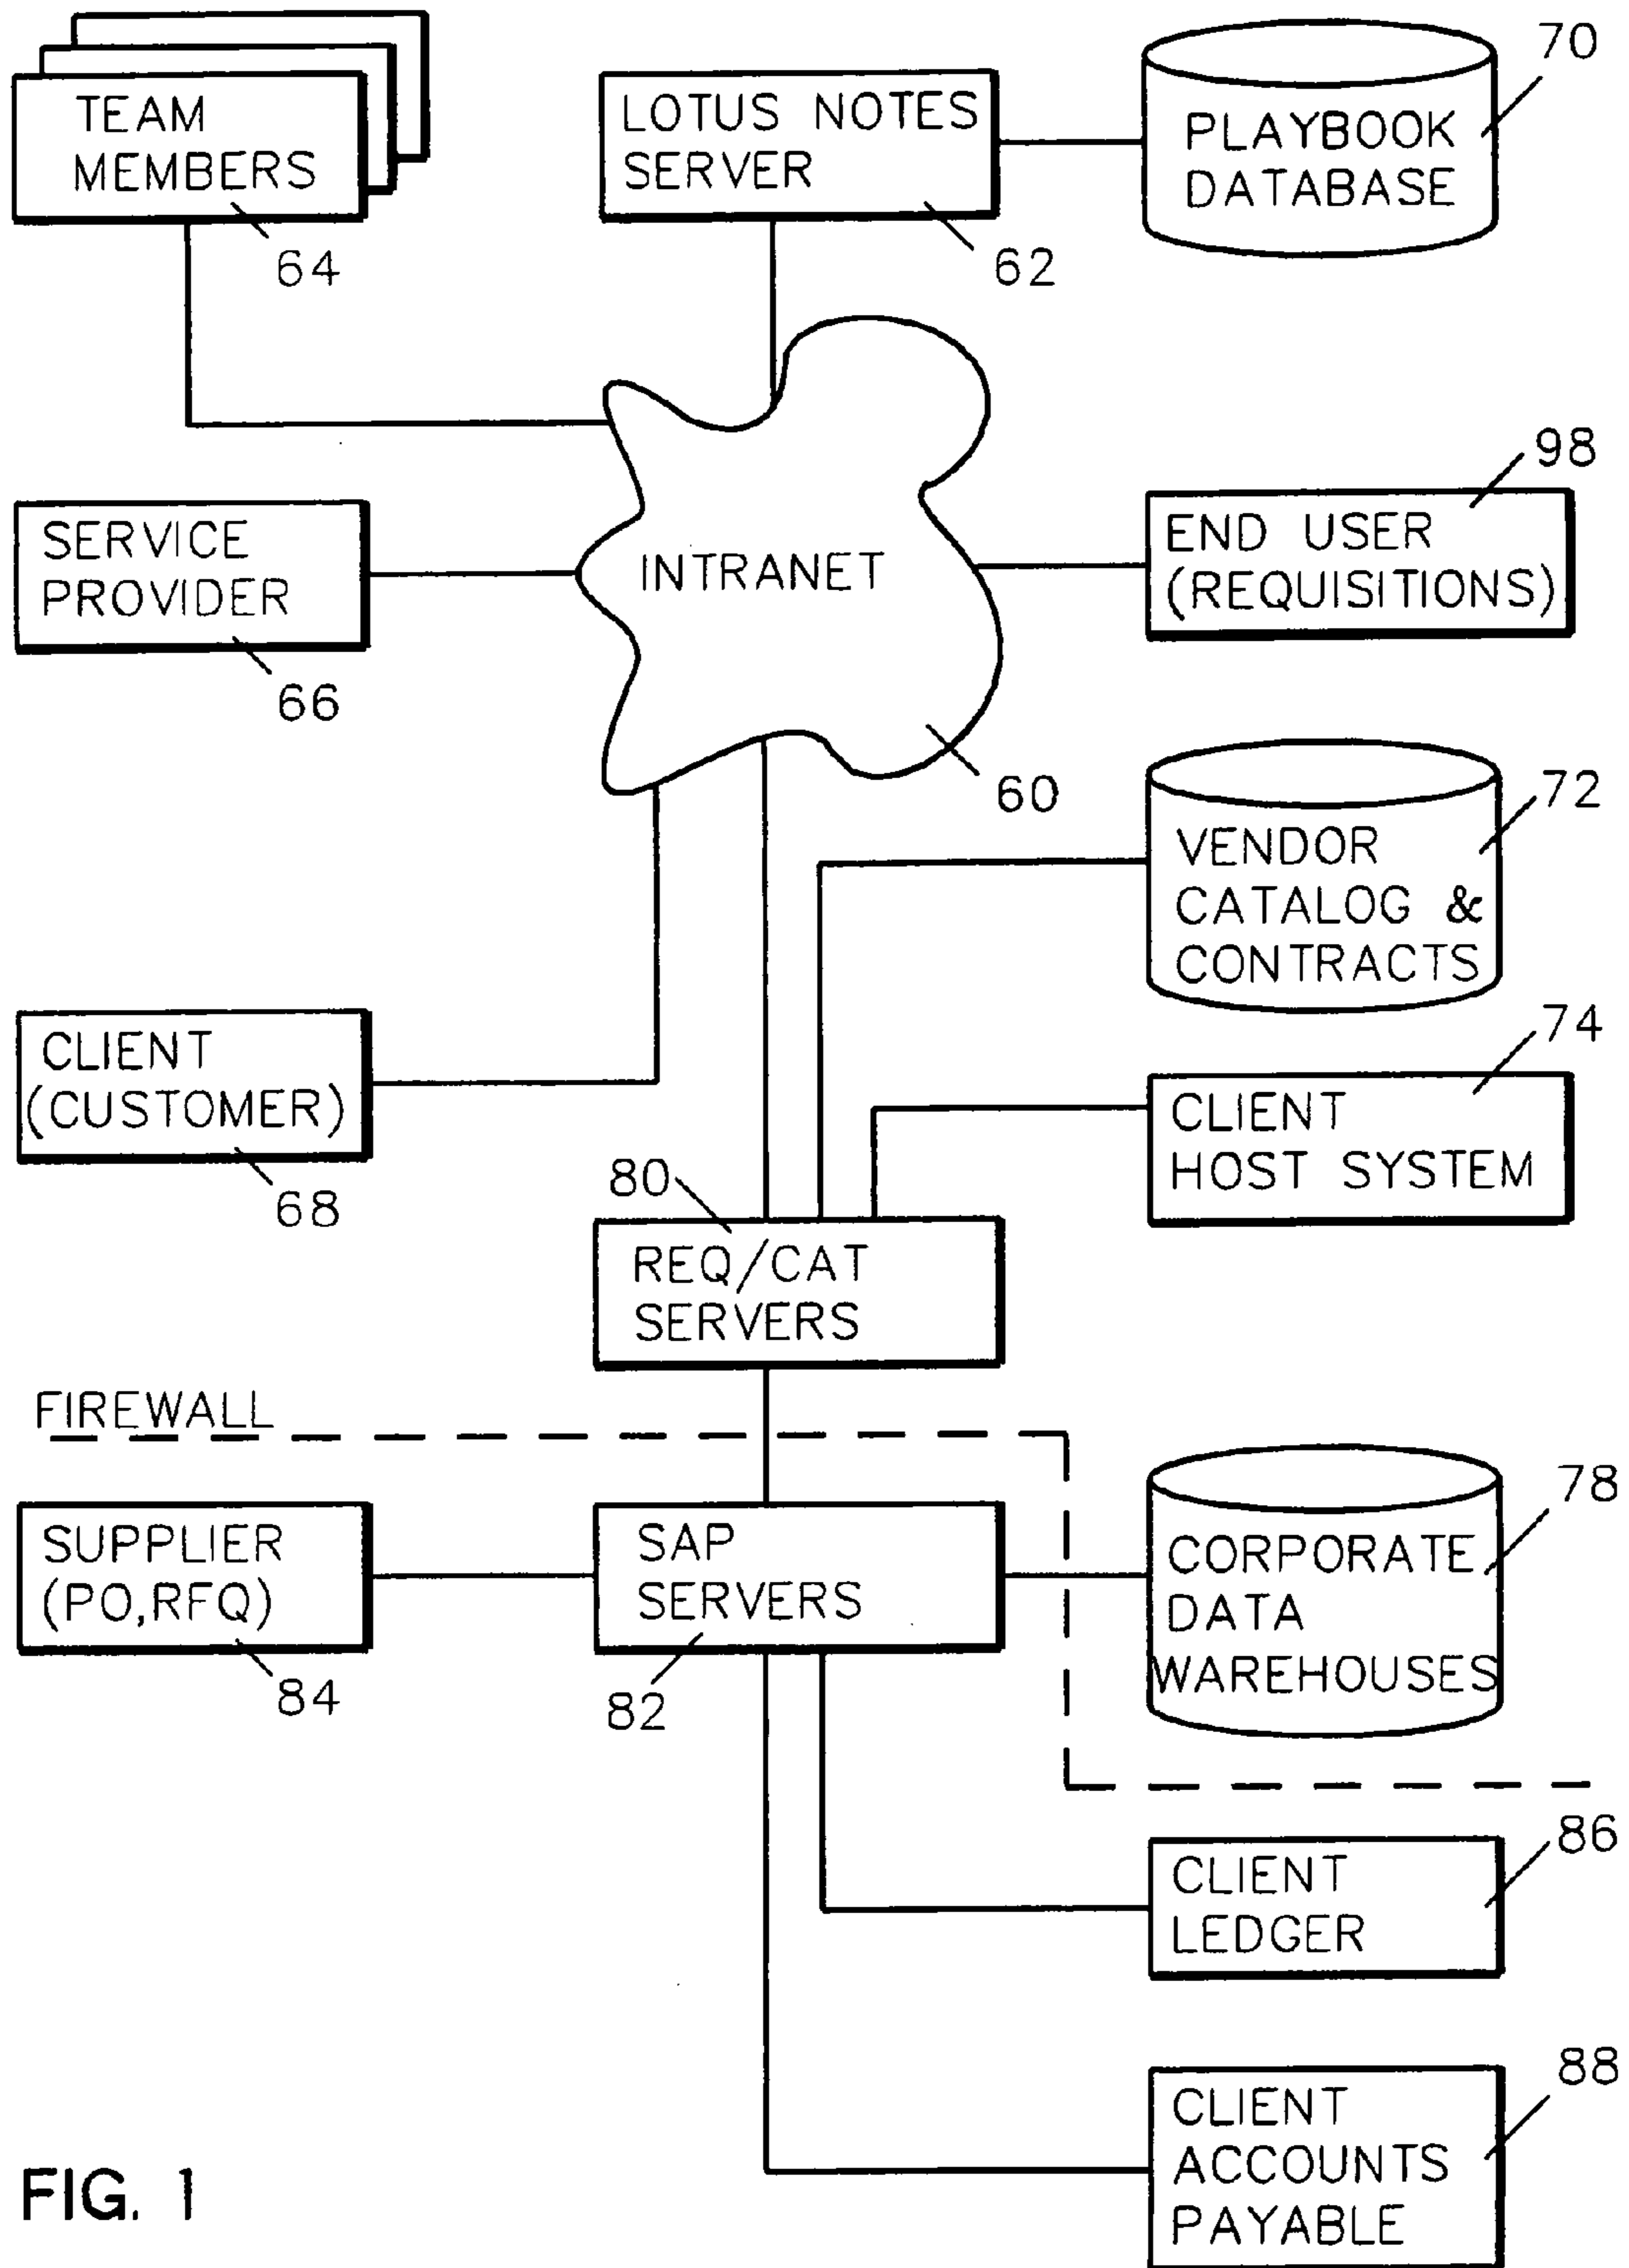 TEAM
MEMBERS
64
LOTUS NOTES
SERVER
62
70
PLAYBOOK
DATABASE
SERVICE
PROVIDER
66
INTRANET
60
98
END USER
(REQUISITIONS)
72
VENDOR
CATALOG &
CONTRACTS
CLIENT
(CUSTOMER)
68
74
CLIENT
HOST SYSTEM
80
REQ/CAT
SERVERS
FIREWALL
SUPPLIER
(PO,RFQ)
84
SAP
SERVERS
82
78
CORPORATE
DATA
WAREHOUSES
86
CLIENT
LEDGER
88
CLIENT
ACCOUNTS
PAYABLE
FIG. 1